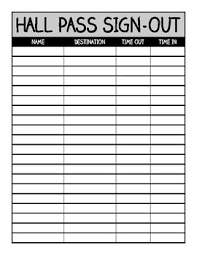 HALL PASS SIGN-OUT
NAME DESTINATION TIME OUT TIME IN